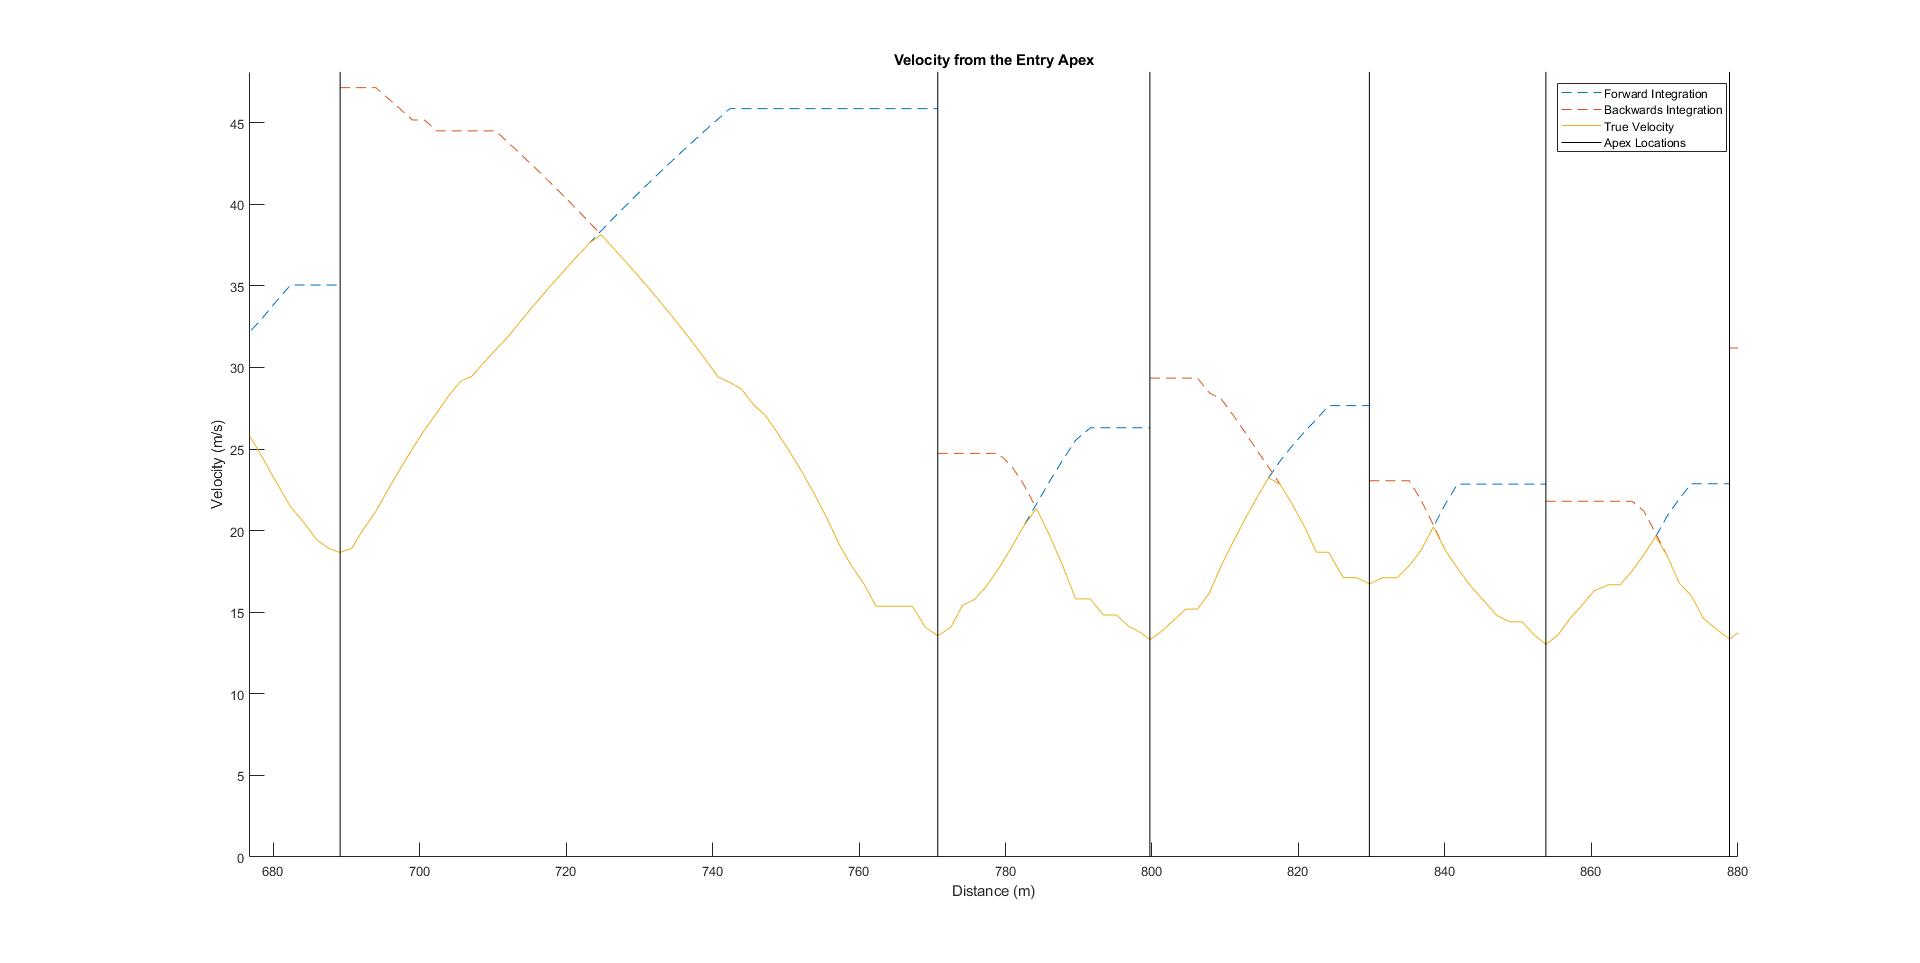 Velocity from the Entry Apex
Forward Integration
Backwards Integration
True Velocity
Apex Locations
Velocity (m/s)
45
40
35
30
25
20
15
10
5
0
680 700 720 740 760 780 800 820 840 860 880
Distance (m)